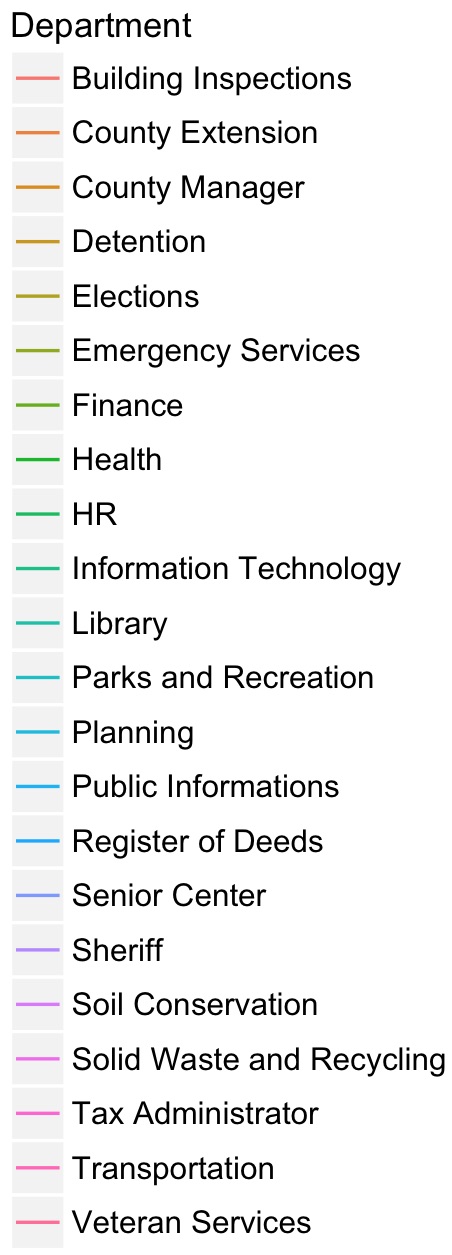 Department
Building Inspections
County Extension
County Manager
Detention
Elections
Emergency Services
Finance
Health
HR
Information Technology
Library
Parks and Recreation
Planning
Public Informations
Register of Deeds
Senior Center
Sheriff
Soil Conservation
Solid Waste and Recycling
Tax Administrator
Transportation
Veteran Services